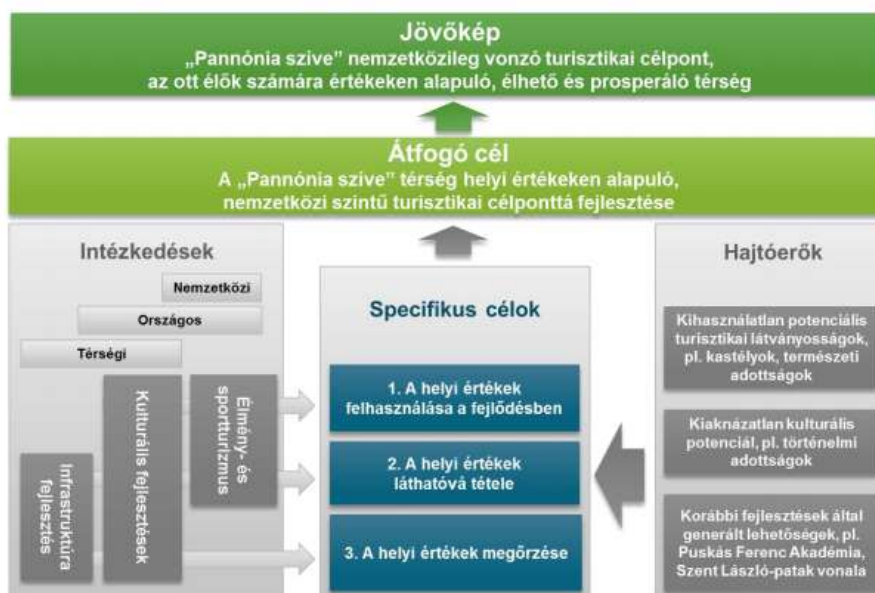 Jövőkép
„Pannónia szíve” nemzetközileg vonzó turisztikai célpont,
az ott élők számára értékeken alapuló, élhető és prosperáló térség
Átfogó cél
A „Pannónia szíve” térség helyi értékeken alapuló,
nemzetközi szintű turisztikai célponttá fejlesztése
Intézkedések
Nemzetközi
Országos
Térségi
Infrastruktúra
fejlesztés
Kulturális fejlesztések
Élmény- és
sportturizmus
Specifikus célok
1. A helyi értékek
felhasználása a fejlődésben
2. A helyi értékek
láthatóvá tétele
3. A helyi értékek megőrzése
Hajtóerők
Kihasználatlan potenciális
turisztikai látványosságok,
pl. kastélyok, természeti
adottságok
Kiaknázatlan kulturális
potenciál, pl. történelmi
adottságok
Korábbi fejlesztések által
generált lehetőségek, pl.
Puskás Ferenc Akadémia,
Szent László-patak vonala